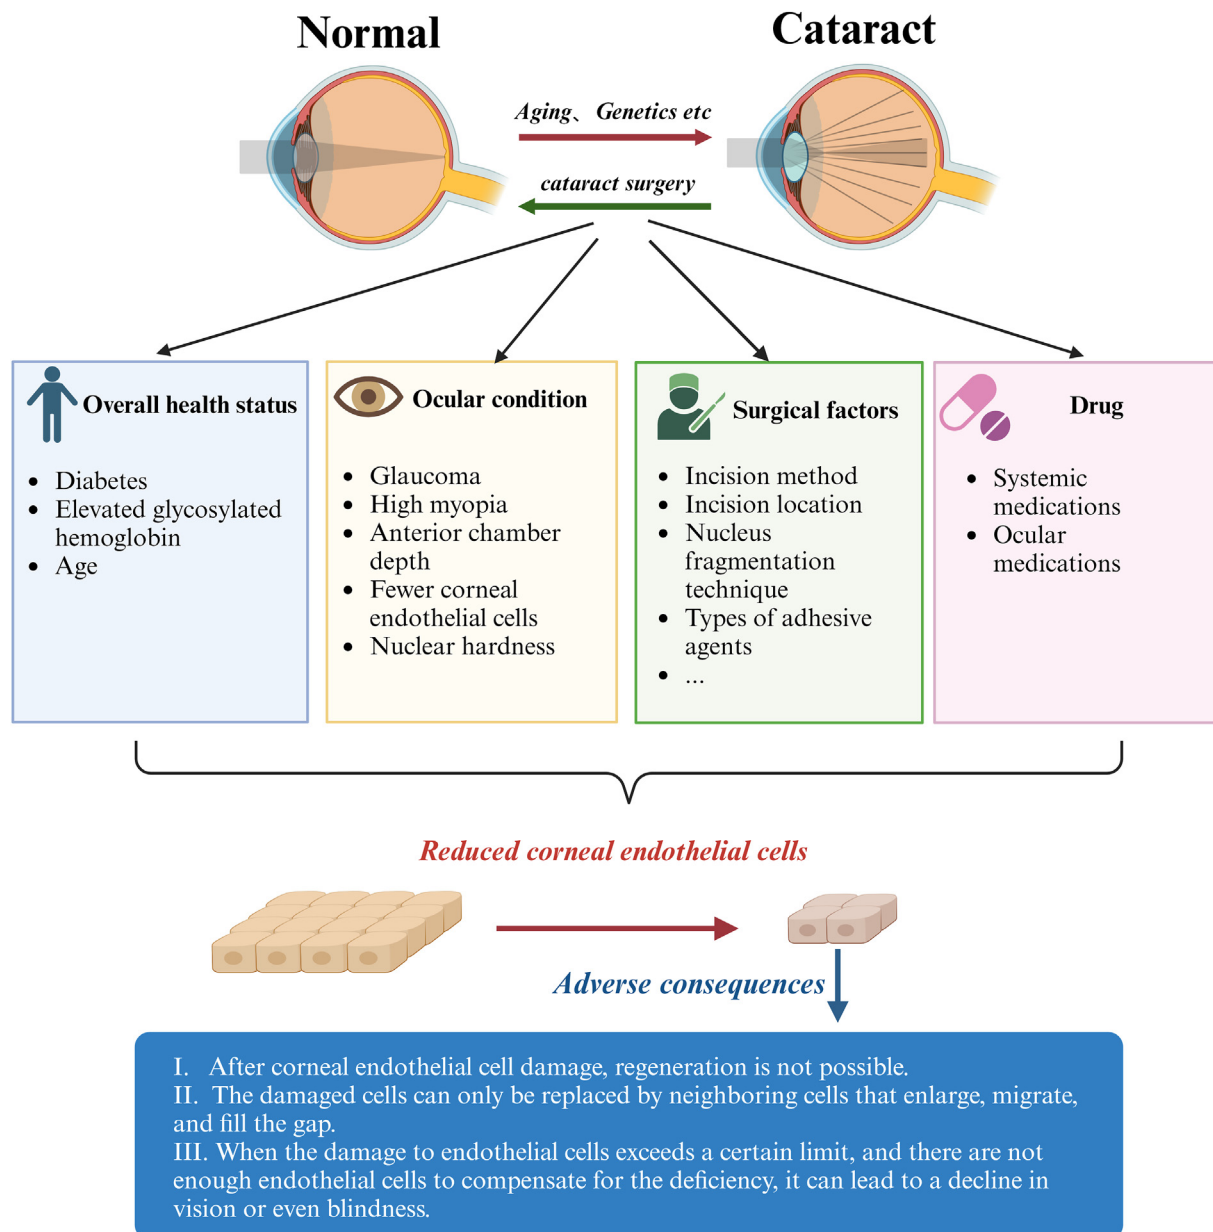 Normal
Cataract
Aging、Genetics etc
cataract surgery
Overall health status
• Diabetes
• Elevated glycosylated
hemoglobin
• Age
Ocular condition
• Glaucoma
• High myopia
• Anterior chamber
depth
• Fewer corneal
endothelial cells
• Nuclear hardness
Surgical factors
• Incision method
• Incision location
• Nucleus
fragmentation
technique
• Types of adhesive
agents
• ...
Drug
• Systemic
medications
• Ocular
medications
Reduced corneal endothelial cells
Adverse consequences
I. After corneal endothelial cell damage, regeneration is not possible.
II. The damaged cells can only be replaced by neighboring cells that enlarge, migrate,
and fill the gap.
III. When the damage to endothelial cells exceeds a certain limit, and there are not
enough endothelial cells to compensate for the deficiency, it can lead to a decline in
vision or even blindness.